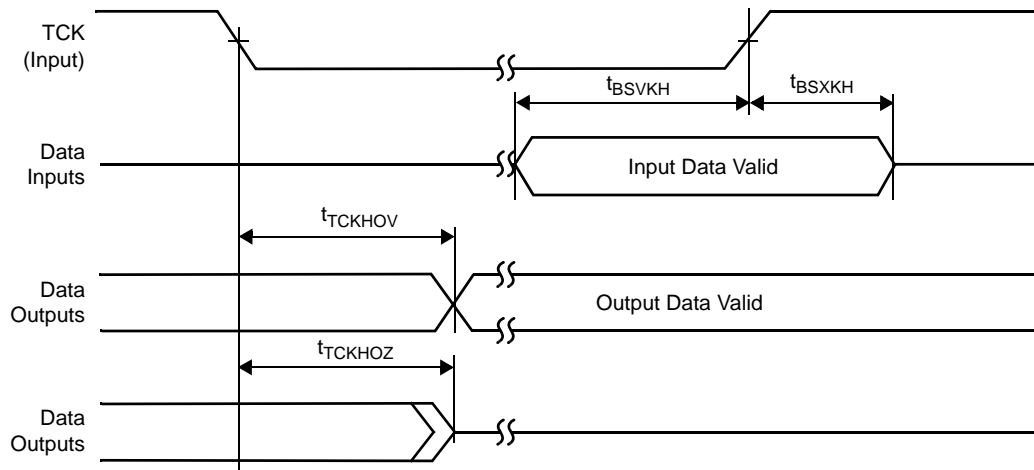 TCK
(Input)
tBSVKH
tBSXKH
Data
Inputs
Input Data Valid
tTCKHOV
Data
Outputs
Output Data Valid
tTCKHOZ
Data
Outputs